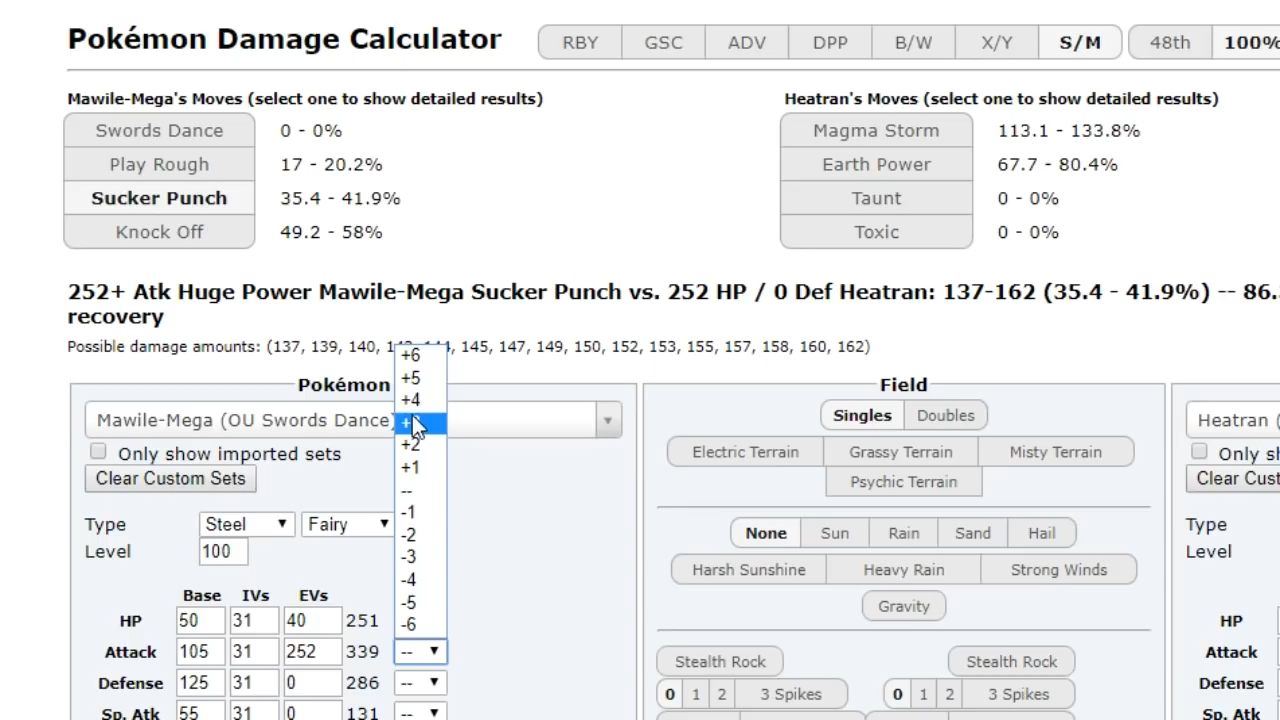 Pokémon Damage Calculator
RBY GSC ADV DPP B/W X/Y S/M 48th 100%
Mawile-Mega's Moves (select one to show detailed results)
Swords Dance 0 - 0%
Play Rough 17 - 20.2%
Sucker Punch 35.4 - 41.9%
Knock Off 49.2 - 58%
Heatran's Moves (select one to show detailed results)
Magma Storm 113.1 - 133.8%
Earth Power 67.7 - 80.4%
Taunt 0 - 0%
Toxic 0 - 0%
252+ Atk Huge Power Mawile-Mega Sucker Punch vs. 252 HP / 0 Def Heatran: 137-162 (35.4 - 41.9%) -- 86.
recovery
Possible damage amounts: (137, 139, 140, 145, 147, 149, 150, 152, 153, 155, 157, 158, 160, 162)
Pokémon
Mawile-Mega (OU Swords Dance)
Only show imported sets
Clear Custom Sets
Type Steel Fairy
Level 100
Base IVs EVs
HP 50 31 40 251
Attack 105 31 252 339 --
Defense 125 31 0 286 --
Sp. Atk 55 31 0 131 --
+6
+5
+4
+2
+1
--
-1
-2
-3
-4
-5
-6
Field
Singles Doubles
Electric Terrain Grassy Terrain Misty Terrain
Psychic Terrain
None Sun Rain Sand Hail
Harsh Sunshine Heavy Rain Strong Winds
Gravity
Stealth Rock Stealth Rock
0 1 2 3 Spikes 0 1 2 3 Spikes
Heatran (
Only sh
Clear Cust
Type
Level
HP
Attack
Defense
Sp. Atk